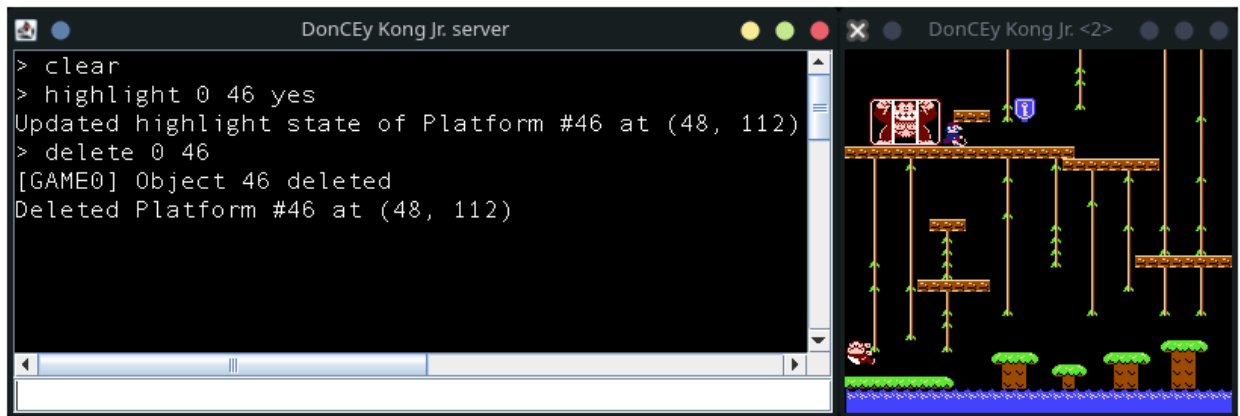 DonCEy Kong Jr. server
> clear
> highlight 0 46 yes
Updated highlight state of Platform #46 at (48, 112)
> delete 0 46
[GAME0] Object 46 deleted
Deleted Platform #46 at (48, 112)
DonCEy Kong Jr. <2>